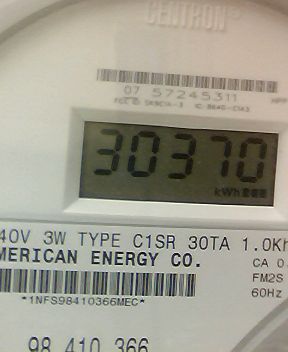 CENTRON®
07 57245311
30370
kWh
40V 3W TYPE C1SR 30TA 1.0Kh
MERICAN ENERGY CO.
CA 0.
FM2S
60Hz
*1NFS98410366MEC*
98 410 366